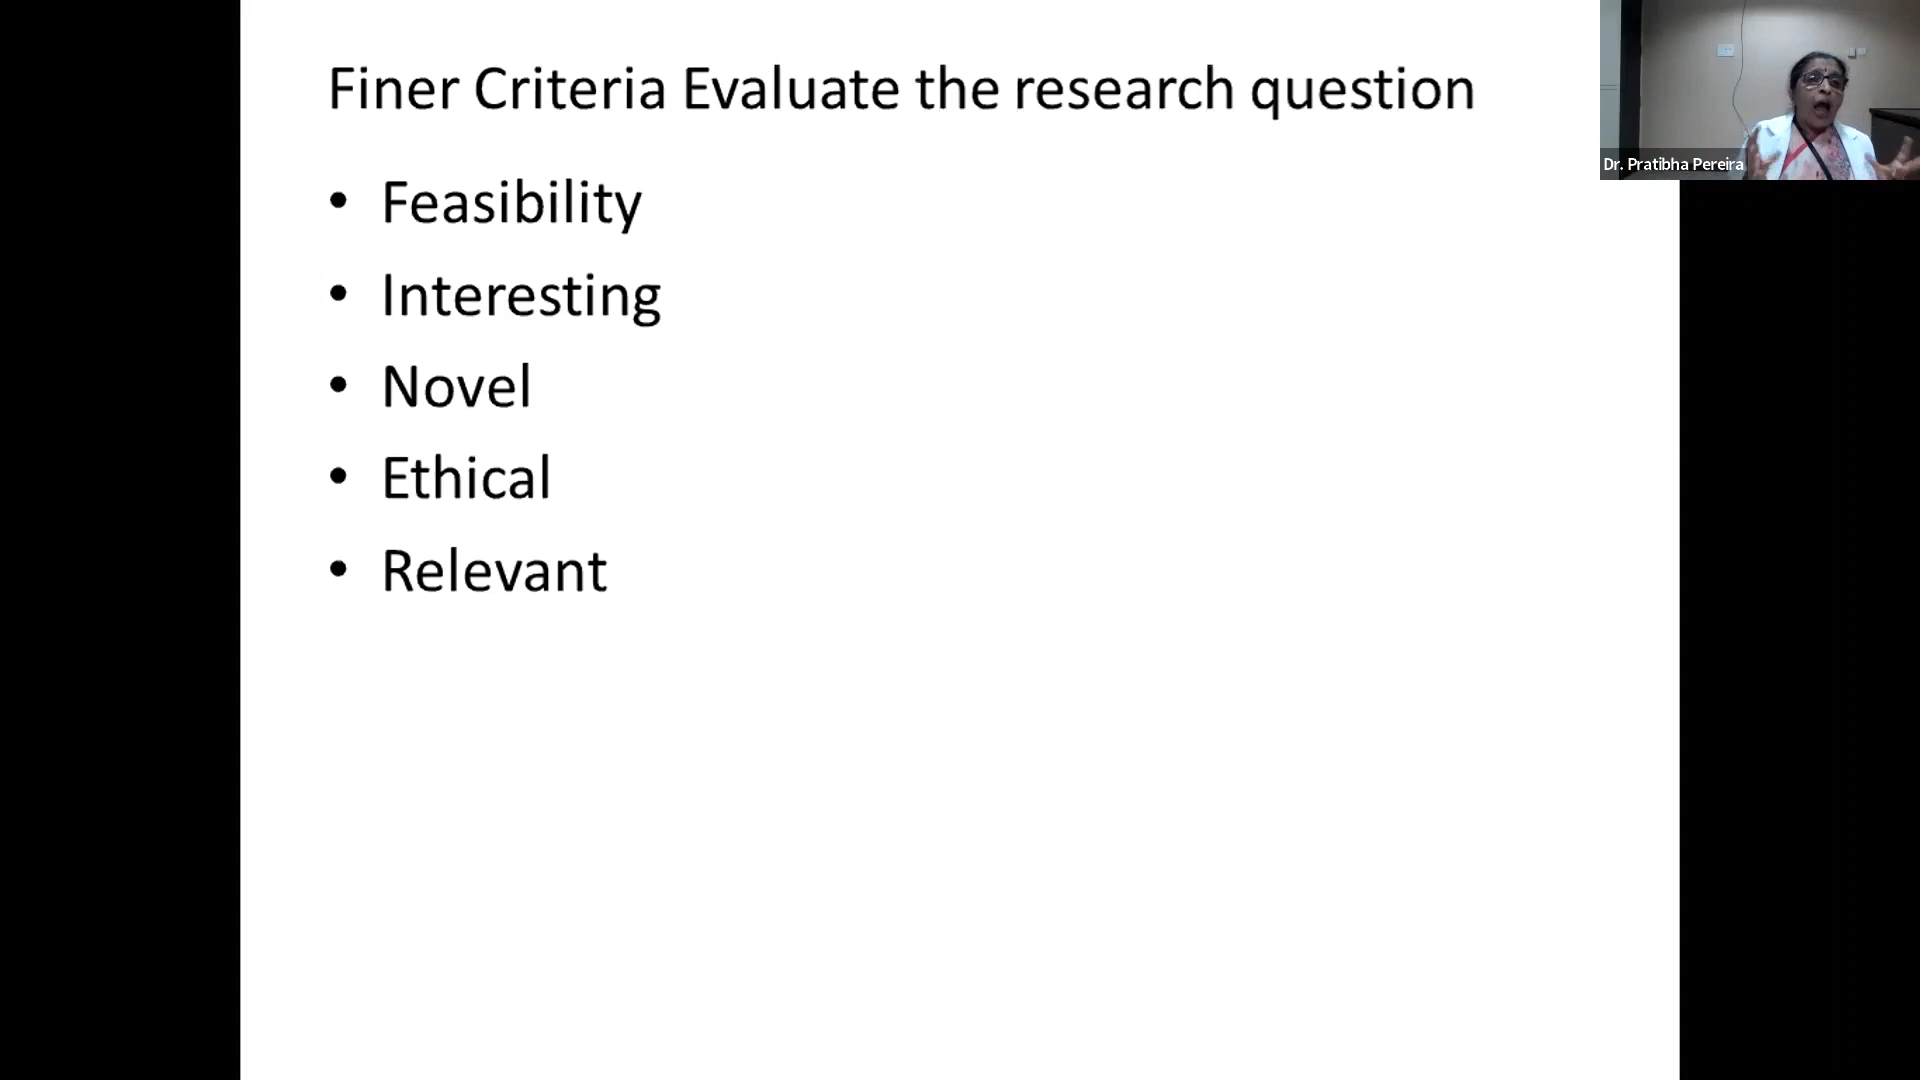 Finer Criteria Evaluate the research question
• Feasibility
• Interesting
• Novel
• Ethical
• Relevant
Dr. Pratibha Pereira